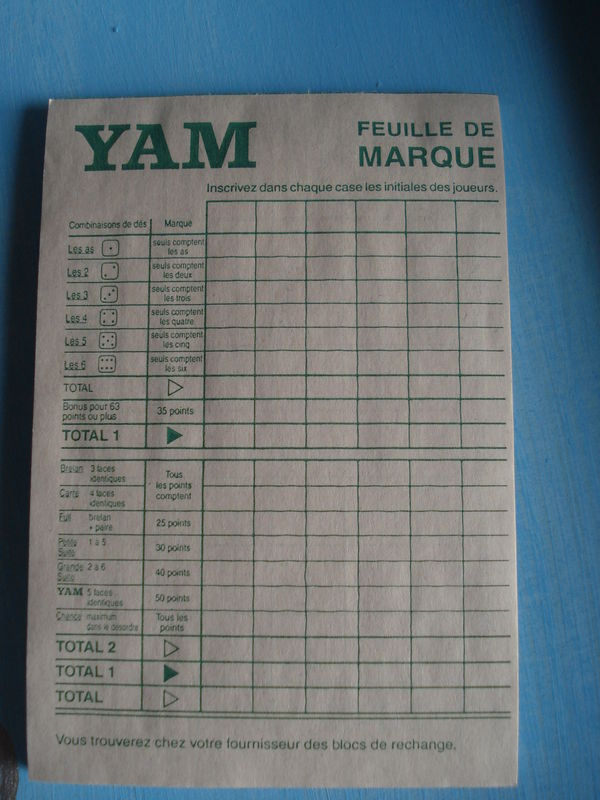 YAM
FEUILLE DE
MARQUE
Inscrivez dans chaque case les initiales des joueurs.
Combinaisons de dés Marque
Les as seuls comptent
les as
Les 2 seuls comptent
les deux
Les 3 seuls comptent
les trois
Les 4 seuls comptent
les quatre
Les 5 seuls comptent
les cinq
Les 6 seuls comptent
les six
TOTAL
Bonus pour 63
points ou plus 35 points
TOTAL 1
Brelan 3 faces
identiques
Carré 4 faces
identiques
Tous
les points
comptent
Full brelan
+ paire 25 points
Petite 1 à 5
Suite 30 points
Grande 2 à 6
Suite 40 points
YAM 5 faces
identiques 50 points
Chance maximum
dans le désordre
Tous les
points
TOTAL 2
TOTAL 1
TOTAL
Vous trouverez chez votre fournisseur des blocs de rechange.